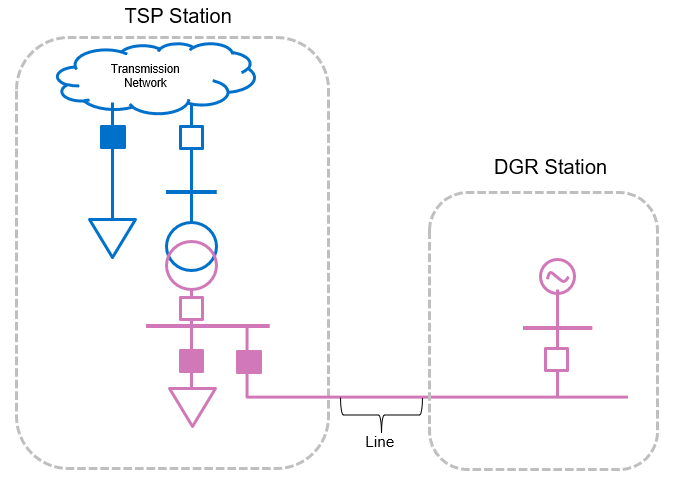 TSP Station
Transmission
Network
DGR Station
Line